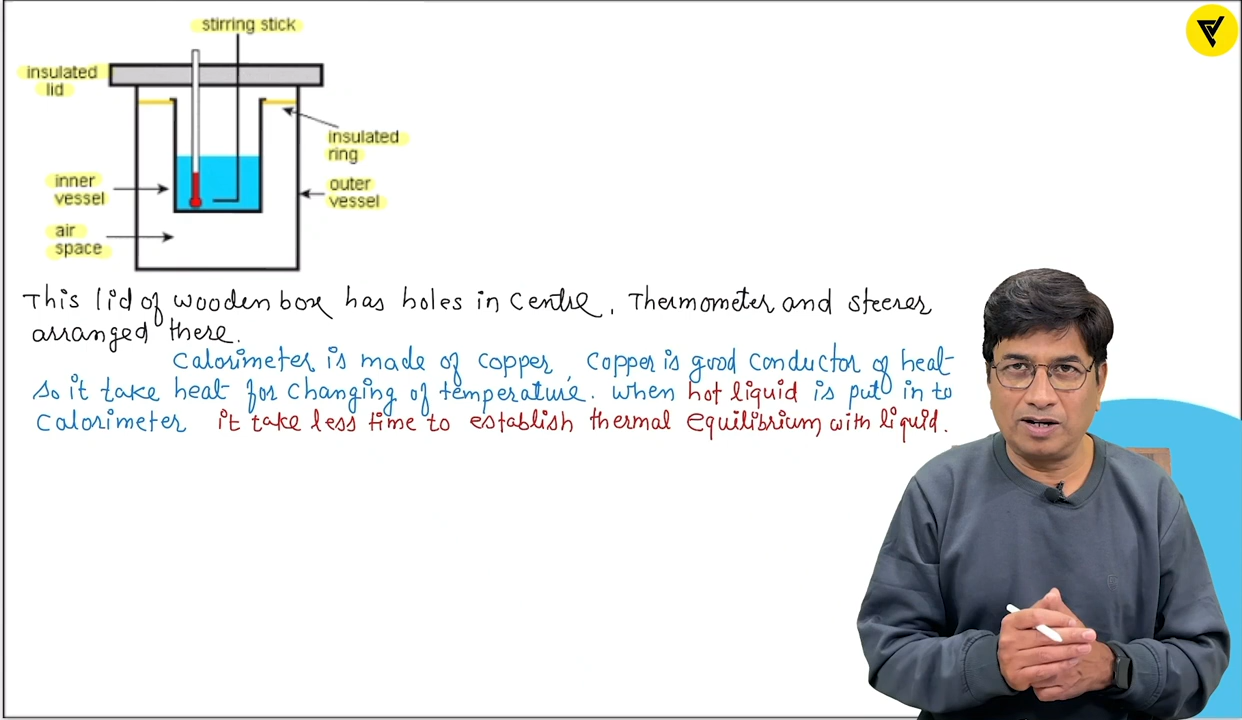 stirring stick
insulated
lid
insulated
ring
inner
vessel
outer
vessel
air
space
This lid of wooden box has holes in centre. Thermometer and steerer
arranged there.
Calorimeter is made of copper, copper is good conductor of heat
so it take heat for changing of temperature. when hot liquid is put in to
calorimeter it take less time to establish thermal equilibrium with liquid.